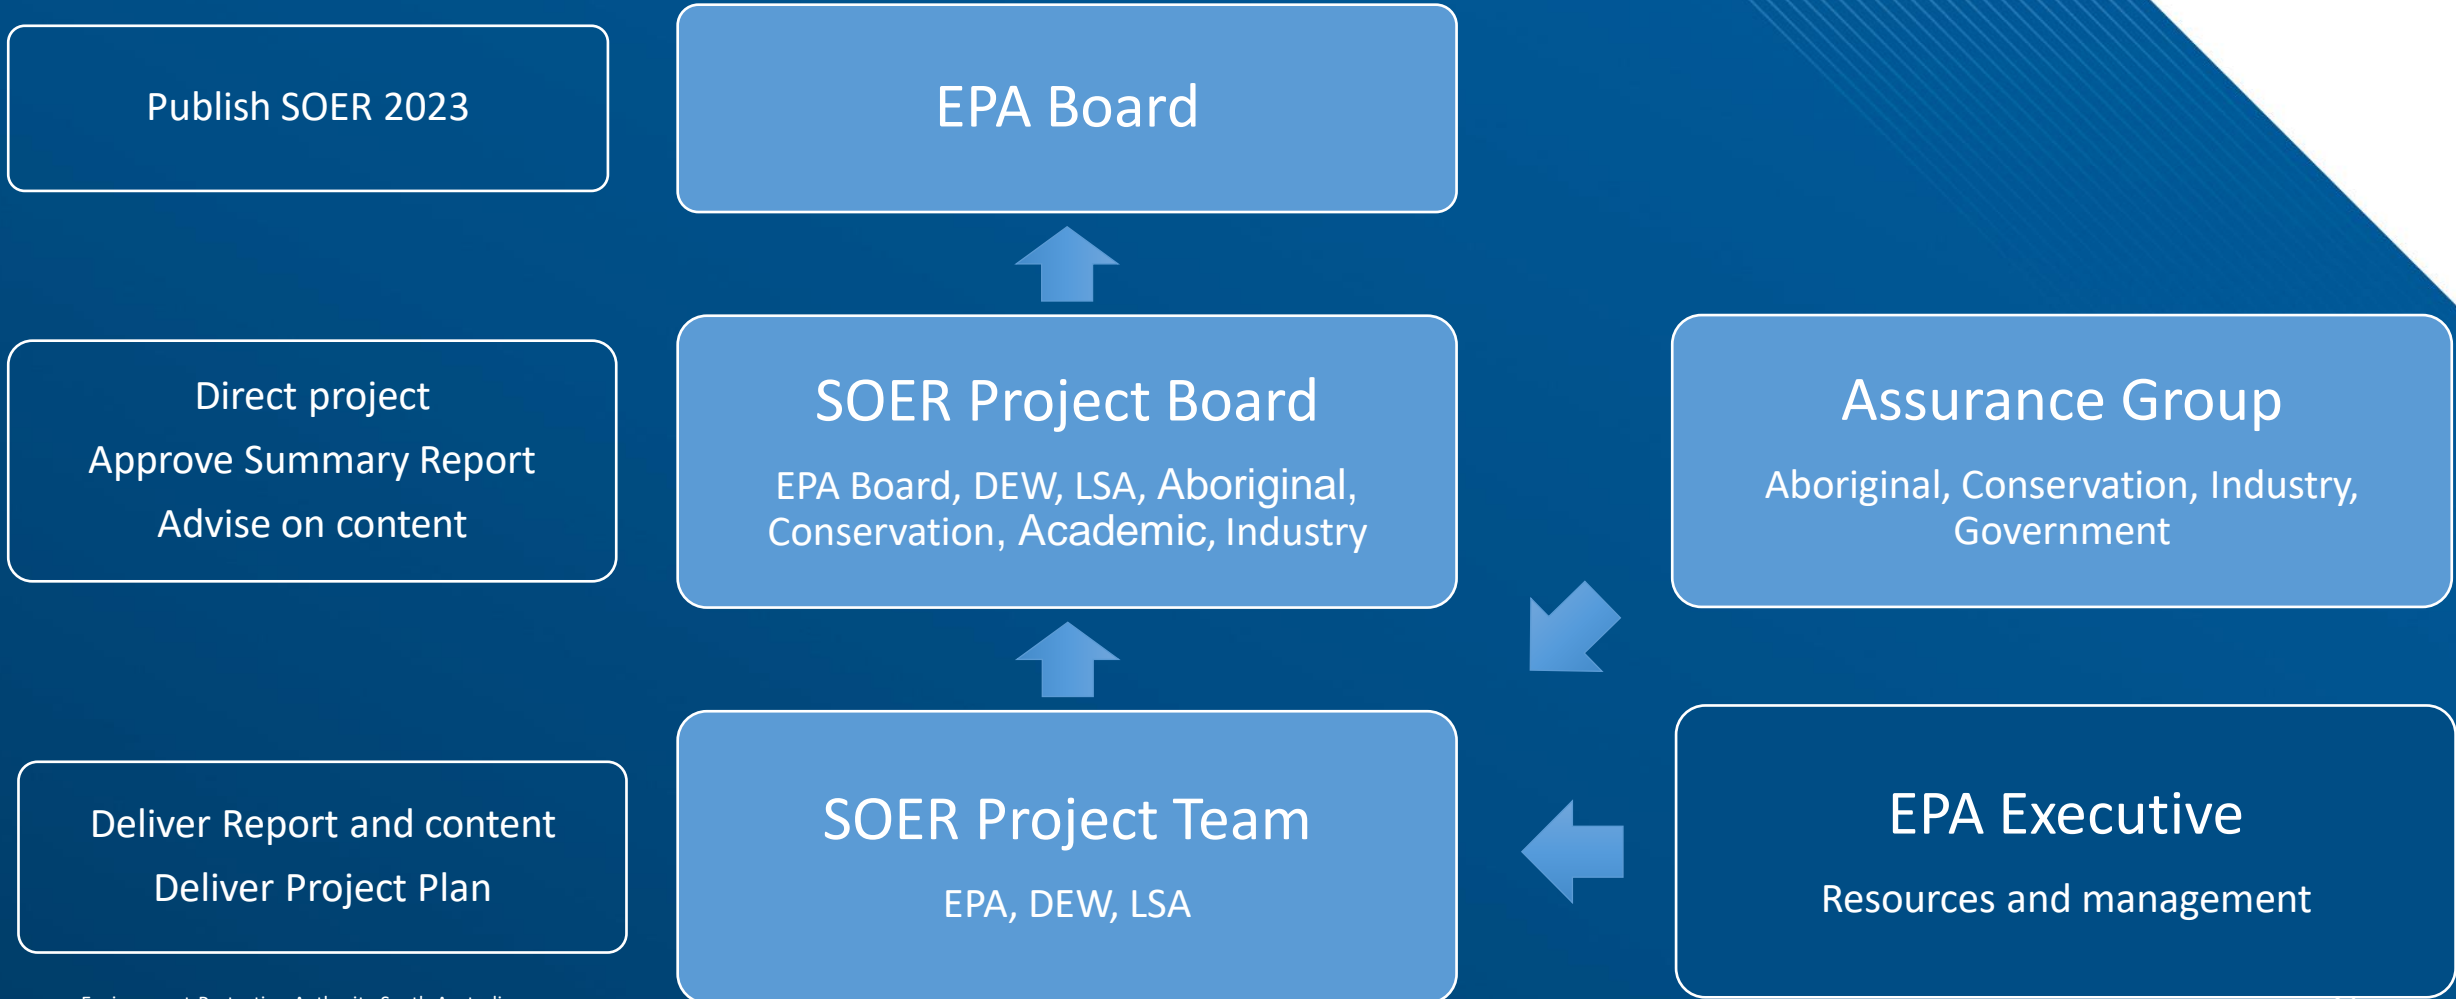 Publish SOER 2023
EPA Board
Direct project
Approve Summary Report
Advise on content
SOER Project Board
EPA Board, DEW, LSA, Aboriginal,
Conservation, Academic, Industry
Assurance Group
Aboriginal, Conservation, Industry,
Government
Deliver Report and content
Deliver Project Plan
SOER Project Team
EPA, DEW, LSA
EPA Executive
Resources and management